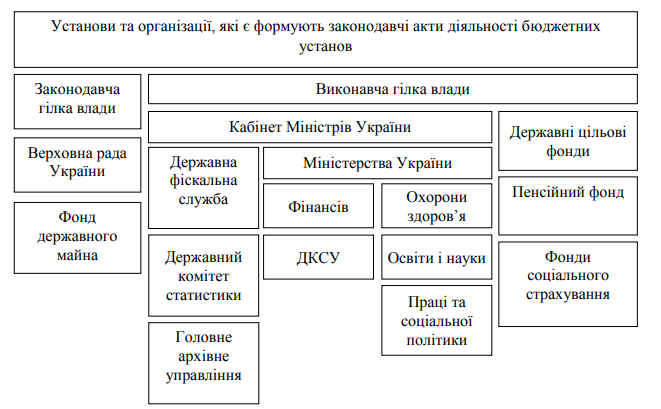 Установи та організації, які є формують законодавчі акти діяльності бюджетних
установ
Законодавча
гілка влади
Виконавча гілка влади
Верховна рада
України
Фонд
державного
майна
Кабінет Міністрів України
Державна
фіскальна
служба
Державний
комітет
статистики
Головне
архівне
управління
Міністерства України
Фінансів
ДКСУ
Охорони
здоров’я
Освіти і науки
Праці та
соціальної
політики
Державні цільові
фонди
Пенсійний фонд
Фонди
соціального
страхування